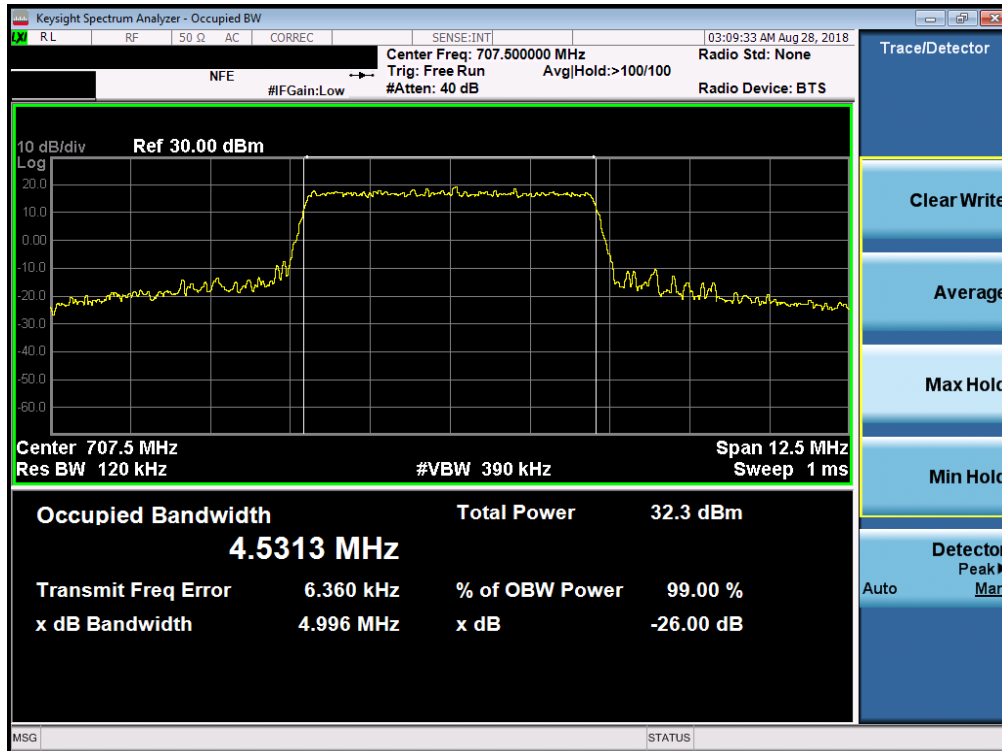 Keysight Spectrum Analyzer - Occupied BW
LXI RL RF 50 Ω AC CORREC SENSE:INT 03:09:33 AM Aug 28, 2018
Center Freq: 707.500000 MHz Radio Std: None
NFE Trig: Free Run Avg|Hold:>100/100
#IFGain:Low #Atten: 40 dB Radio Device: BTS
10 dB/div Ref 30.00 dBm
Log
20.0
10.0
0.00
-10.0
-20.0
-30.0
-40.0
-50.0
-60.0
Center 707.5 MHz Span 12.5 MHz
Res BW 120 kHz #VBW 390 kHz Sweep 1 ms
Occupied Bandwidth Total Power 32.3 dBm
4.5313 MHz
Transmit Freq Error 6.360 kHz % of OBW Power 99.00 %
x dB Bandwidth 4.996 MHz x dB -26.00 dB
MSG STATUS
Trace/Detector
Clear Write
Average
Max Hold
Min Hold
Detector
Peak
Auto Man